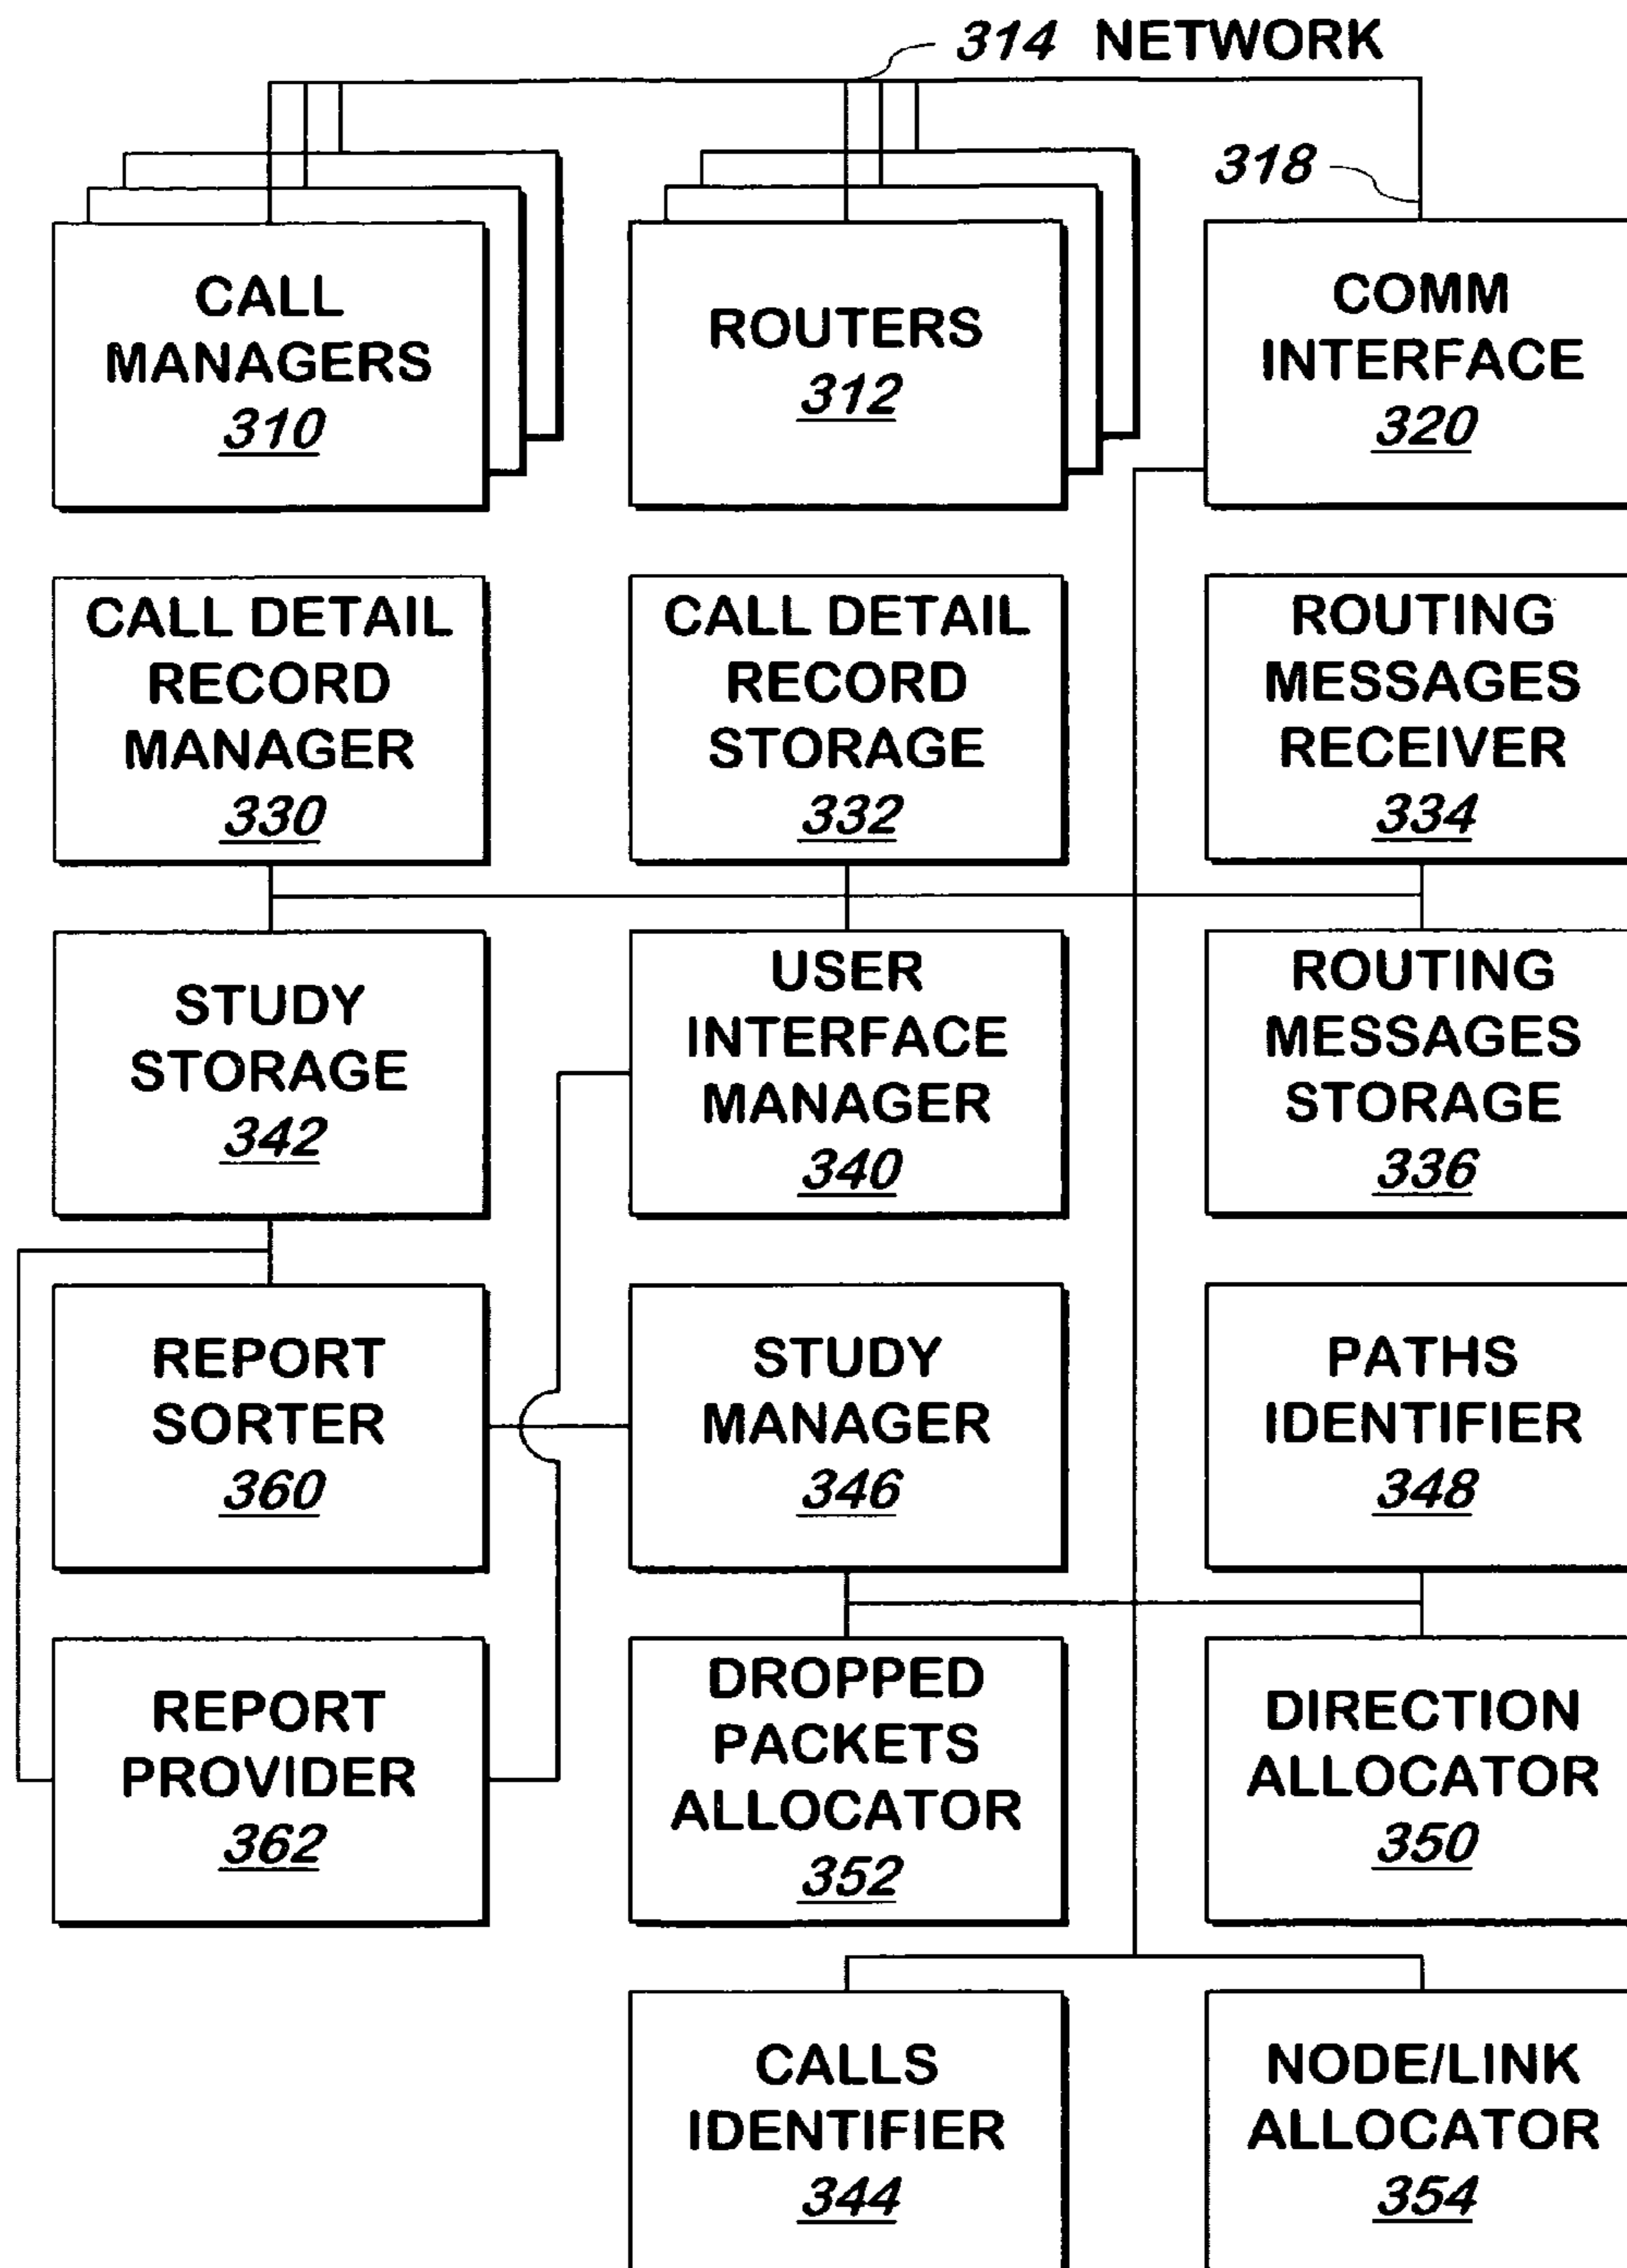 314 NETWORK
318
CALL
MANAGERS
310
ROUTERS
312
COMM
INTERFACE
320
CALL DETAIL
RECORD
MANAGER
330
CALL DETAIL
RECORD
STORAGE
332
ROUTING
MESSAGES
RECEIVER
334
STUDY
STORAGE
342
USER
INTERFACE
MANAGER
340
ROUTING
MESSAGES
STORAGE
336
REPORT
SORTER
360
STUDY
MANAGER
346
PATHS
IDENTIFIER
348
REPORT
PROVIDER
362
DROPPED
PACKETS
ALLOCATOR
352
DIRECTION
ALLOCATOR
350
CALLS
IDENTIFIER
344
NODE/LINK
ALLOCATOR
354